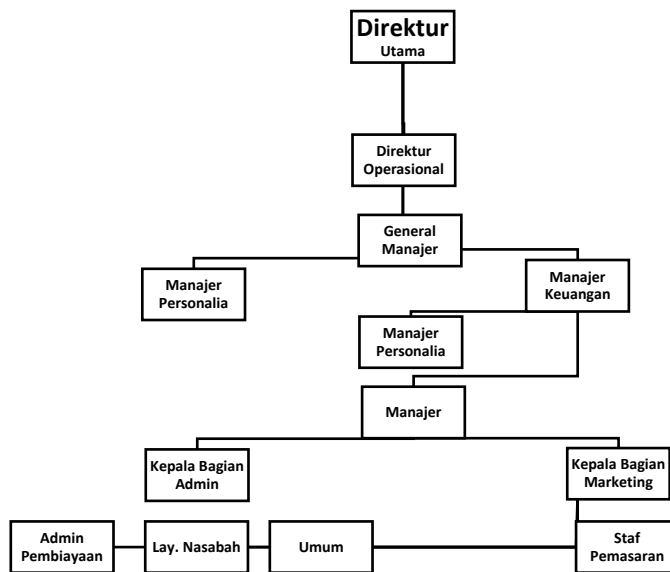 Direktur
Utama
Direktur
Operasional
General
Manajer
Manajer
Personalia
Manajer
Keuangan
Manajer
Personalia
Manajer
Kepala Bagian
Admin
Kepala Bagian
Marketing
Admin
Pembiayaan
Lay. Nasabah
Umum
Staf
Pemasaran